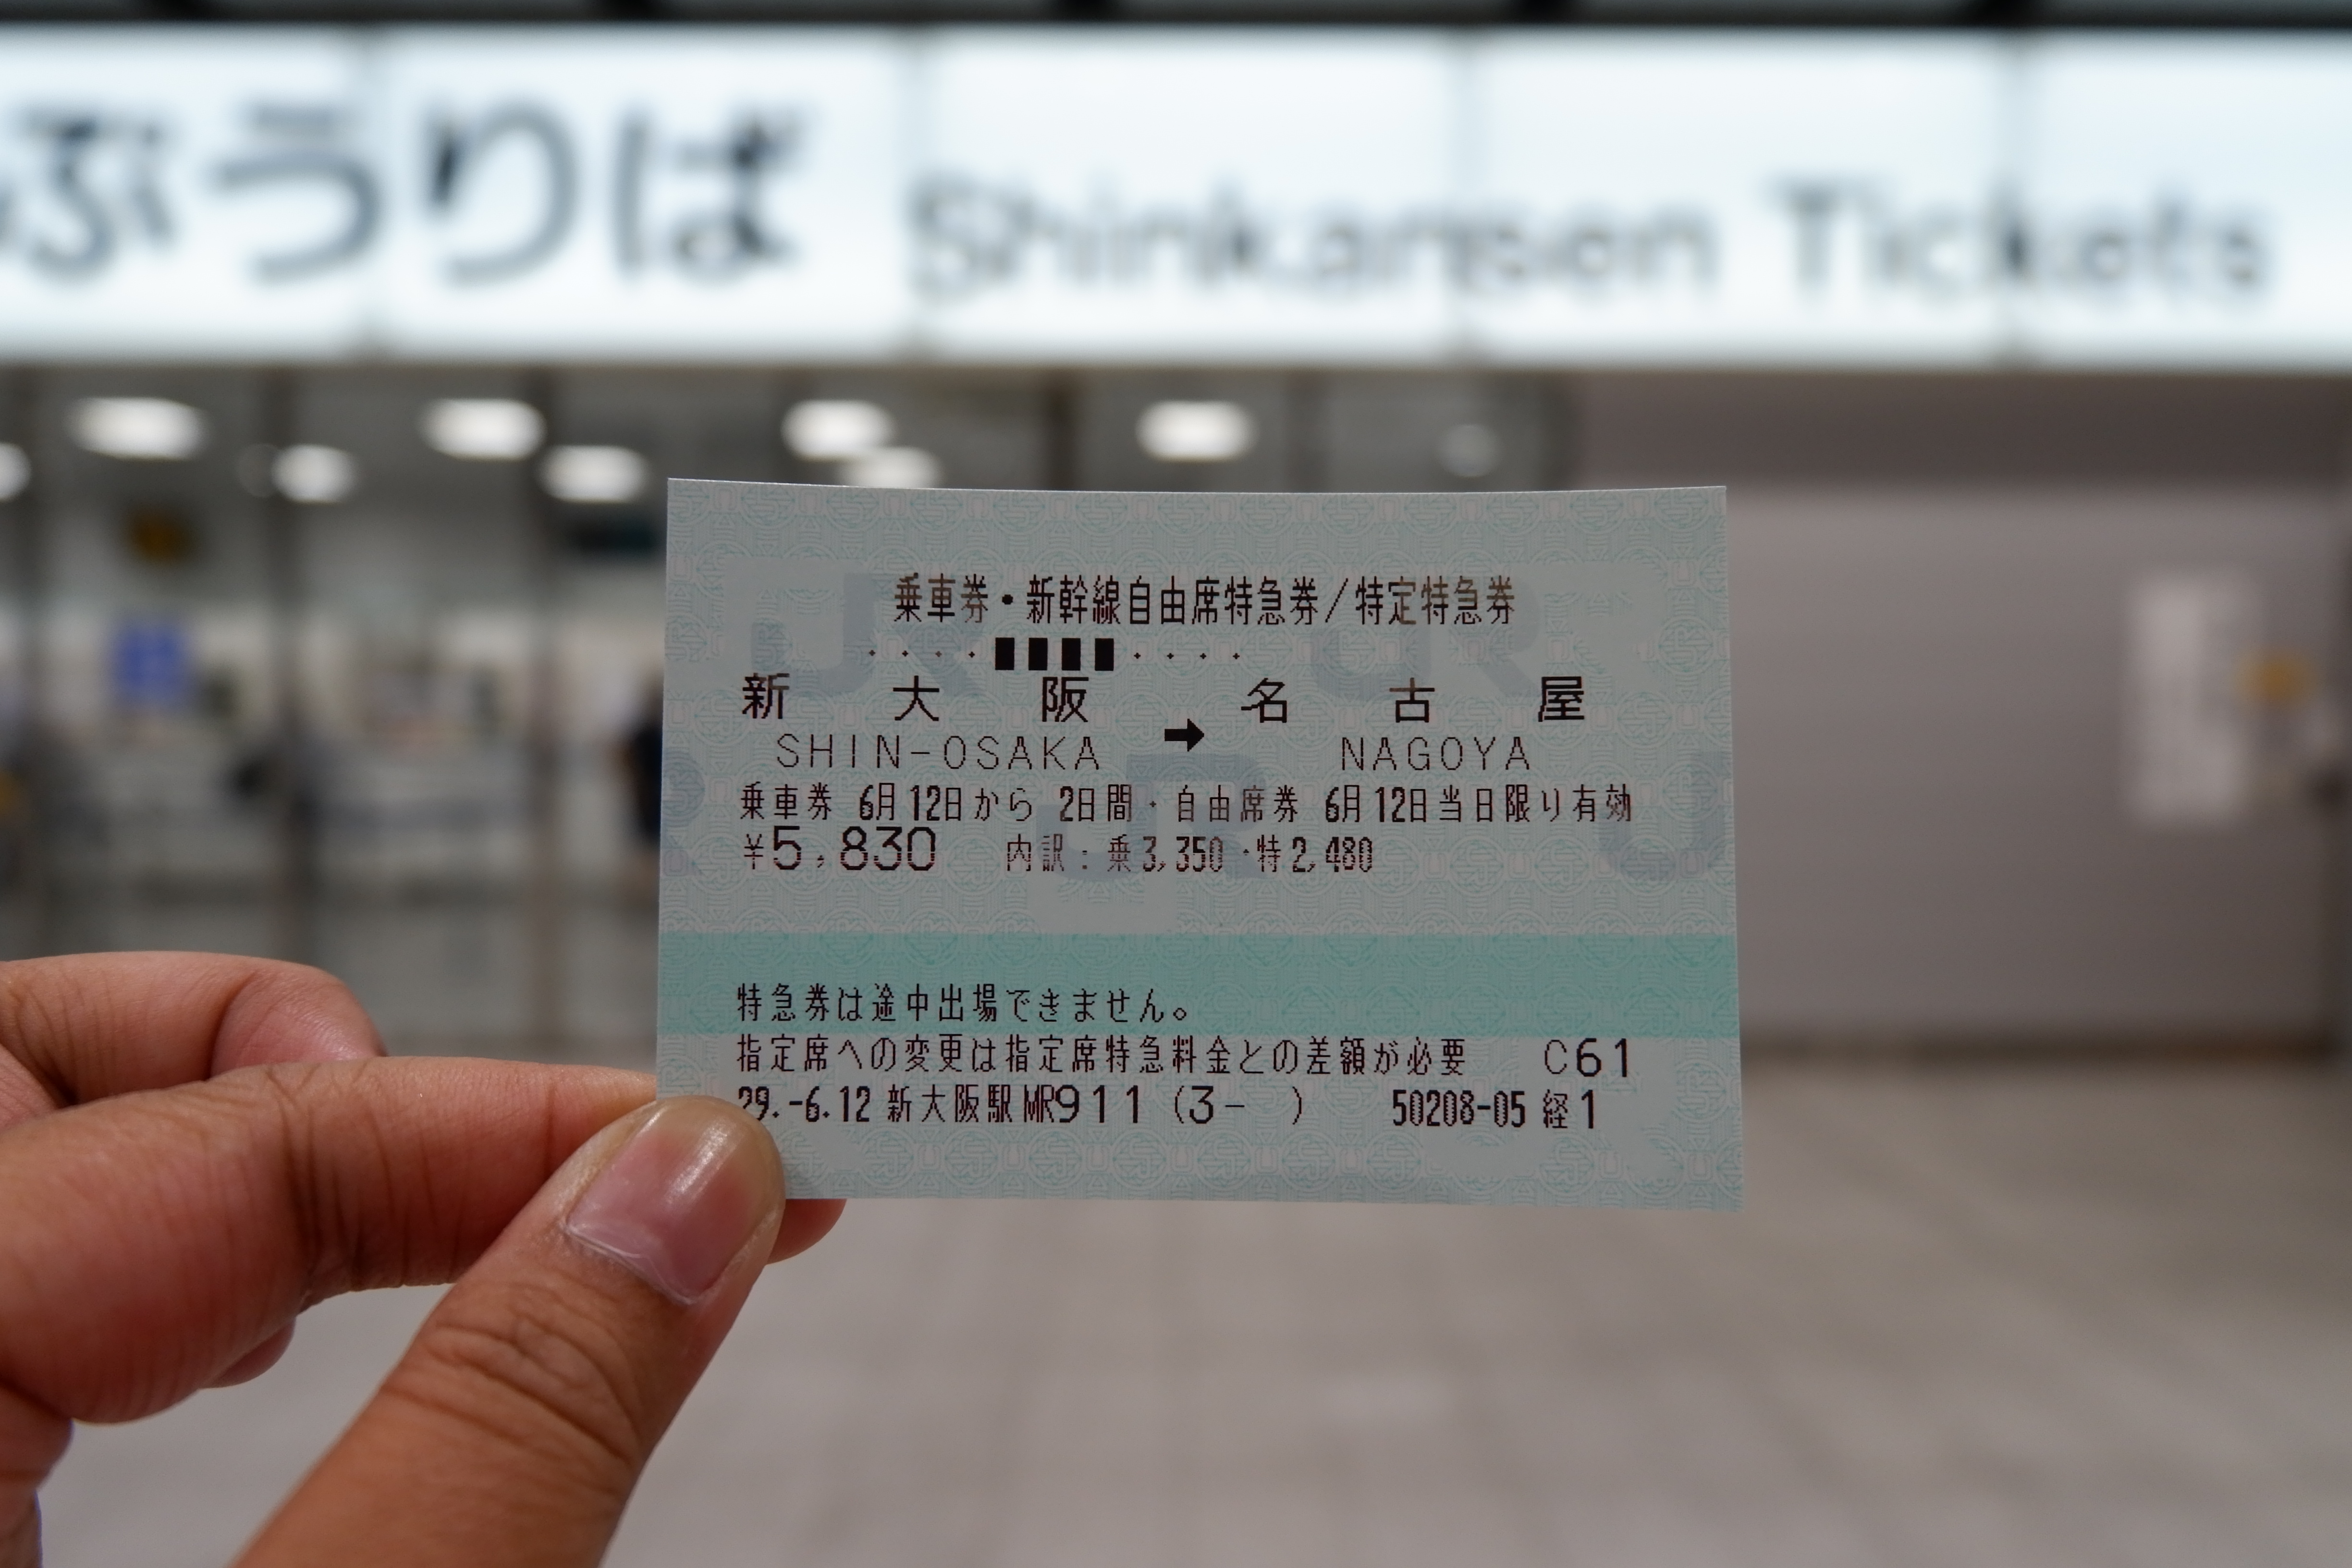 ぷうりば Shinkansen Tickets
乗車券・新幹線自由席特急券/特定特急券
新大阪 → 名古屋
SHIN-OSAKA NAGOYA
乗車券 6月12日から 2日間・自由席券 6月12日当日限り有効
¥5,830 内訳:乗3,350・特2,480
特急券は途中出場できません。
指定席への変更は指定席特急料金との差額が必要 C61
29.-6.12 新大阪駅MR911 (3- ) 50208-05 経1